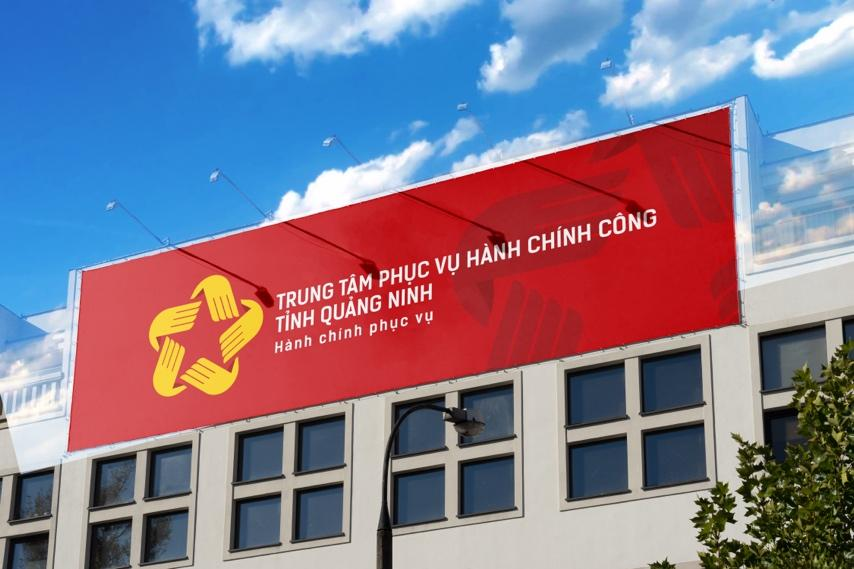 TRUNG TÂM PHỤC VỤ HÀNH CHÍNH CÔNG
TỈNH QUẢNG NINH
Hành chính phục vụ